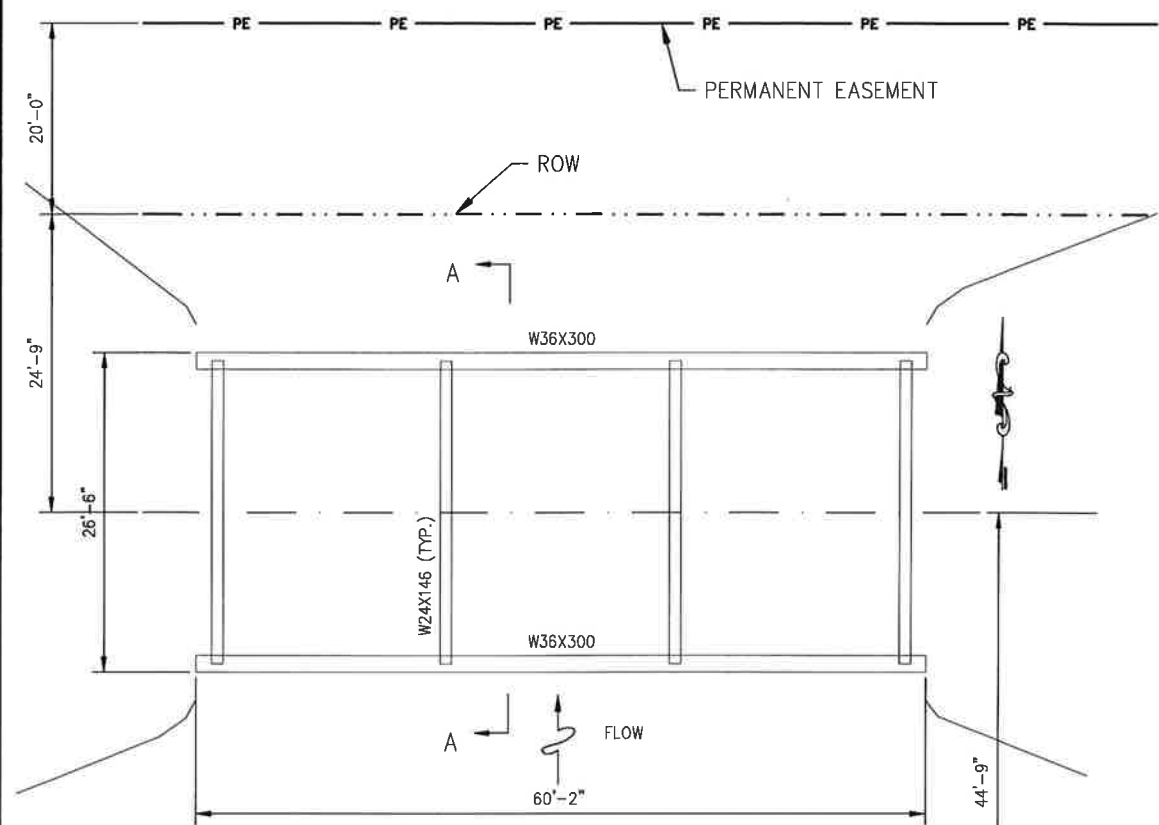 PE PE PE PE PE PE
PERMANENT EASEMENT
20'-0"
ROW
A
W36X300
24'-9"
26'-6"
W24X146 (TYP.)
W36X300
A
FLOW
60'-2"
44'-9"